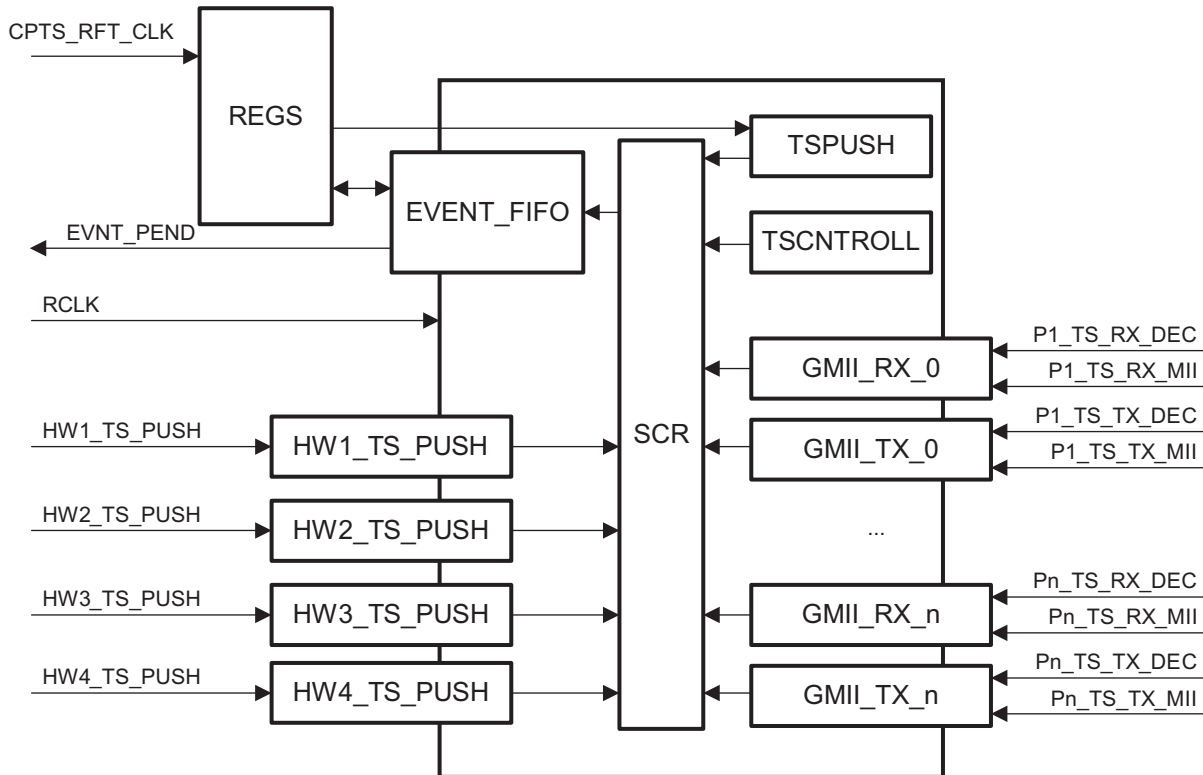 CPTS_RFT_CLK
REGS
TSPUSH
EVENT_FIFO
EVNT_PEND
TSCNTROLL
RCLK
P1_TS_RX_DEC
GMII_RX_0
P1_TS_RX_MII
HW1_TS_PUSH
HW1_TS_PUSH
SCR
P1_TS_TX_DEC
GMII_TX_0
P1_TS_TX_MII
HW2_TS_PUSH
HW2_TS_PUSH
...
HW3_TS_PUSH
HW3_TS_PUSH
Pn_TS_RX_DEC
GMII_RX_n
Pn_TS_RX_MII
HW4_TS_PUSH
HW4_TS_PUSH
Pn_TS_TX_DEC
GMII_TX_n
Pn_TS_TX_MII